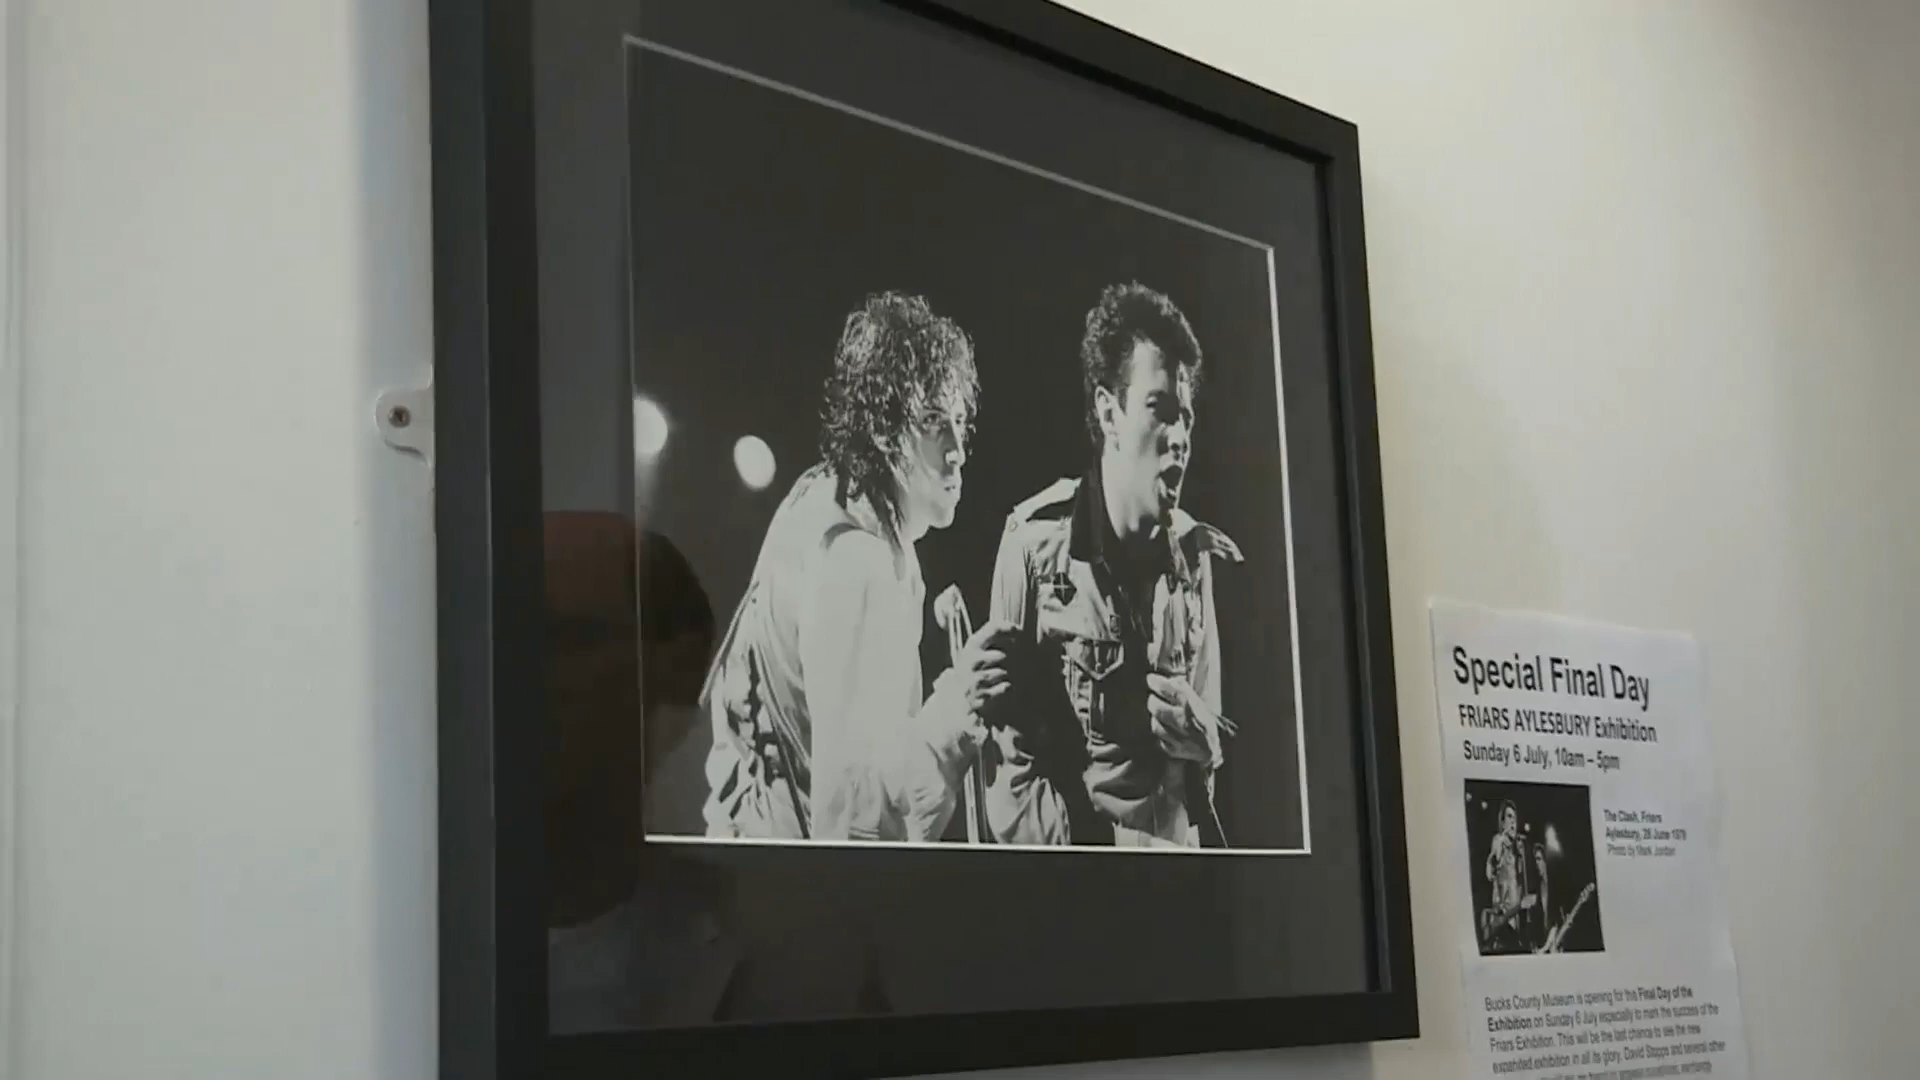 Special Final Day
FRIARS AYLESBURY Exhibition
Sunday 6 July, 10am – 5pm
The Clash, Friars
Aylesbury, 28 June 1978
Photo by Mark Jordan
Bucks County Museum is opening for this Final Day of the
Exhibition on Sunday 6 July especially to mark the success of the
Friars Exhibition. This will be the last chance to see the new
expanded exhibition in all its glory. David Stopps and several other